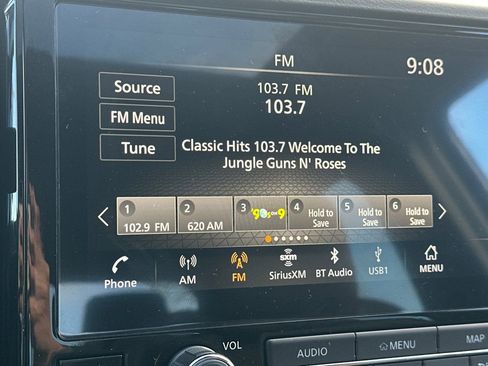 FM
9:08
Source
103.7 FM
103.7
FM Menu
Tune
Classic Hits 103.7 Welcome To The
Jungle Guns N' Roses
1 2 3 4 5 6
102.9 FM
620 AM
Hold to
Save
Hold to
Save
Hold to
Save
Phone
AM
FM
sxm
SiriusXM
BT Audio
USB1
MENU
VOL
AUDIO
MENU
MAP